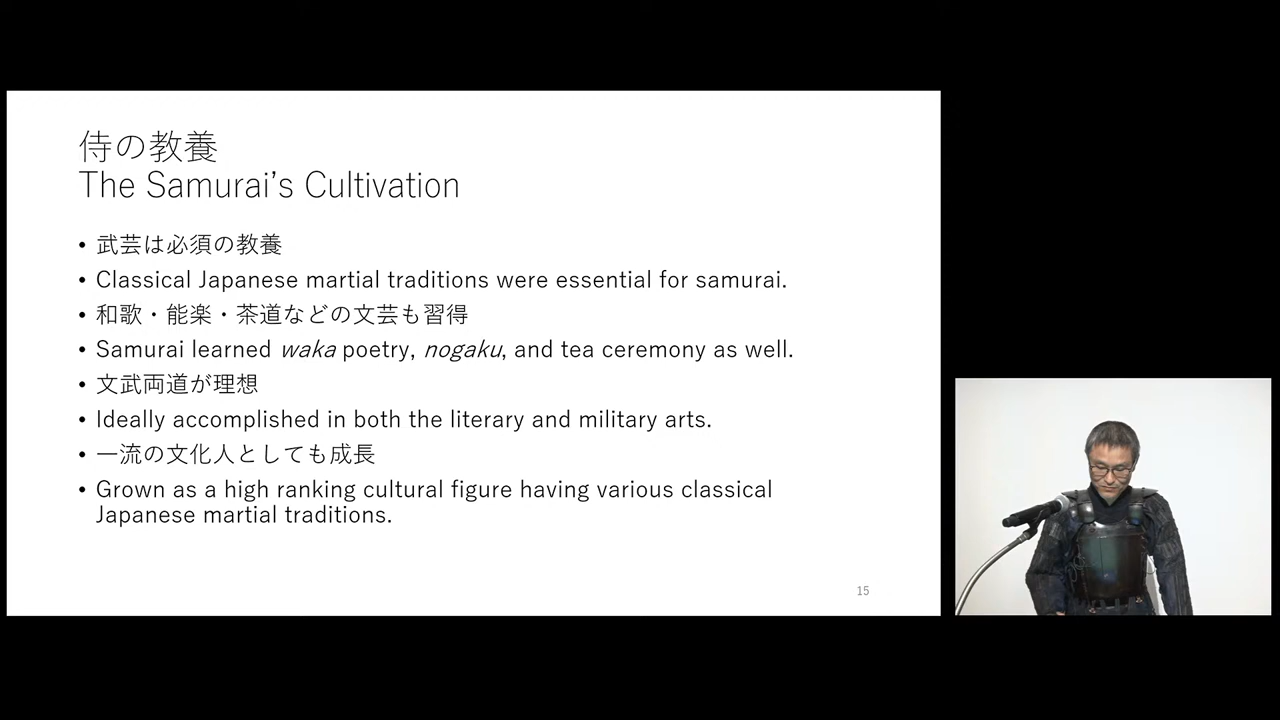 侍の教養
The Samurai’s Cultivation
• 武芸は必須の教養
• Classical Japanese martial traditions were essential for samurai.
• 和歌・能楽・茶道などの文芸も習得
• Samurai learned waka poetry, nogaku, and tea ceremony as well.
• 文武両道が理想
• Ideally accomplished in both the literary and military arts.
• 一流の文化人としても成長
• Grown as a high ranking cultural figure having various classical
Japanese martial traditions.
15